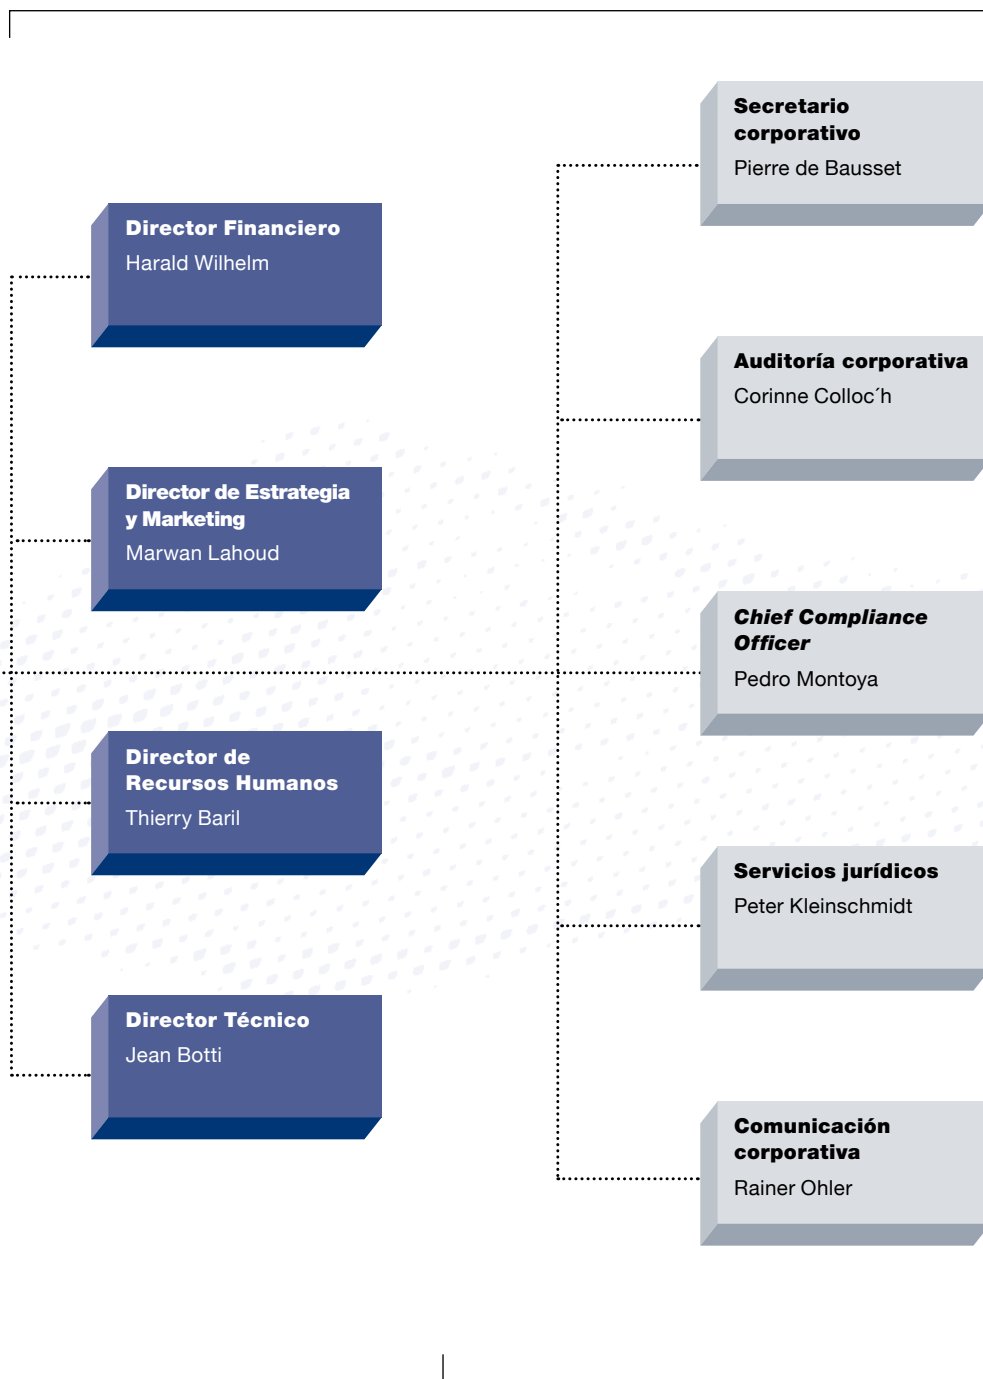 Director Financiero
Harald Wilhelm
Director de Estrategia
y Marketing
Marwan Lahoud
Director de
Recursos Humanos
Thierry Baril
Director Técnico
Jean Botti
Secretario
corporativo
Pierre de Bausset
Auditoría corporativa
Corinne Colloc´h
Chief Compliance
Officer
Pedro Montoya
Servicios jurídicos
Peter Kleinschmidt
Comunicación
corporativa
Rainer Ohler